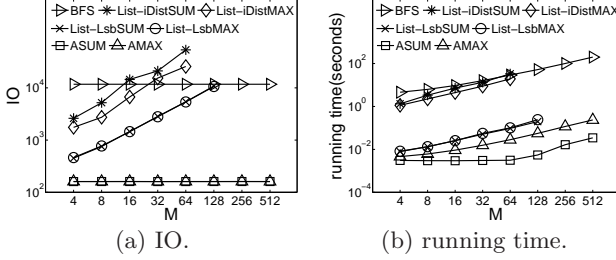 BFS List-iDistSUM List-iDistMAX
List-LsbSUM List-LsbMAX
ASUM AMAX
IO
10^4
10^3
10^2
4 8 16 32 64 128 256 512
M
(a) IO.
BFS List-iDistSUM List-iDistMAX
List-LsbSUM List-LsbMAX
ASUM AMAX
running time(seconds)
10^2
10^0
10^-2
10^-4
4 8 16 32 64 128 256 512
M
(b) running time.